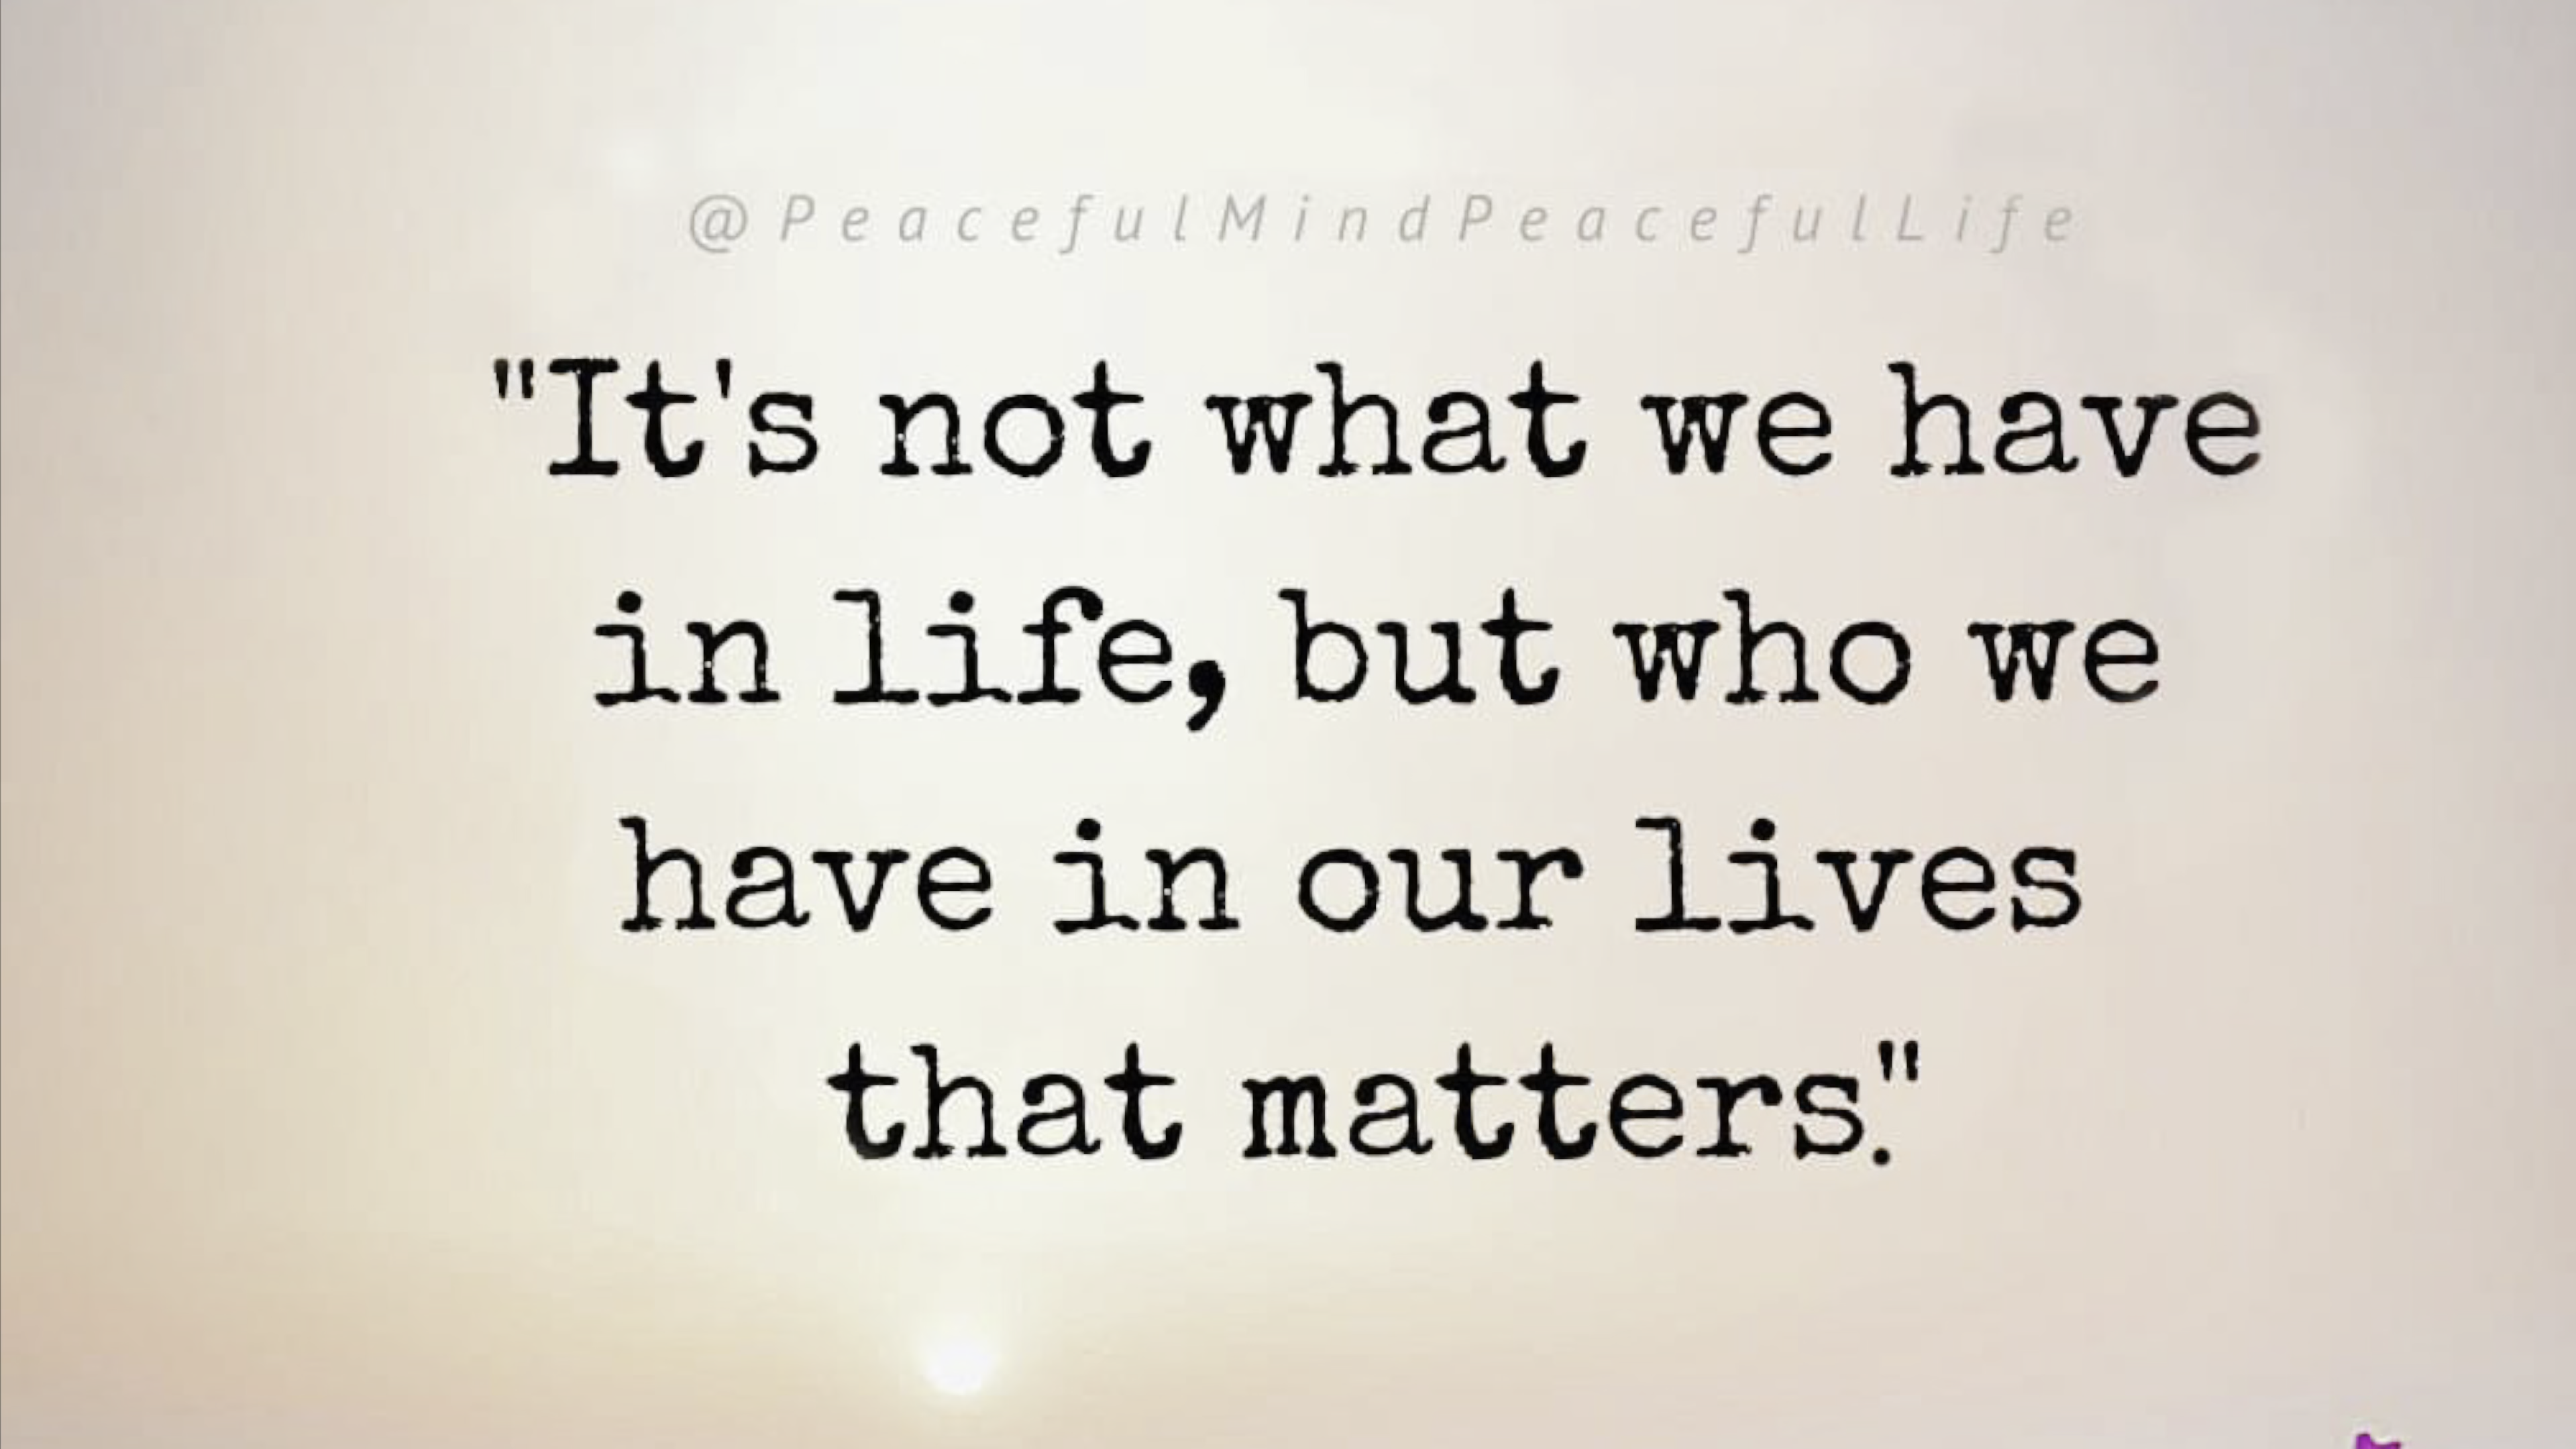 @PeacefulMindPeacefulLife
"It's not what we have
in life, but who we
have in our lives
that matters."